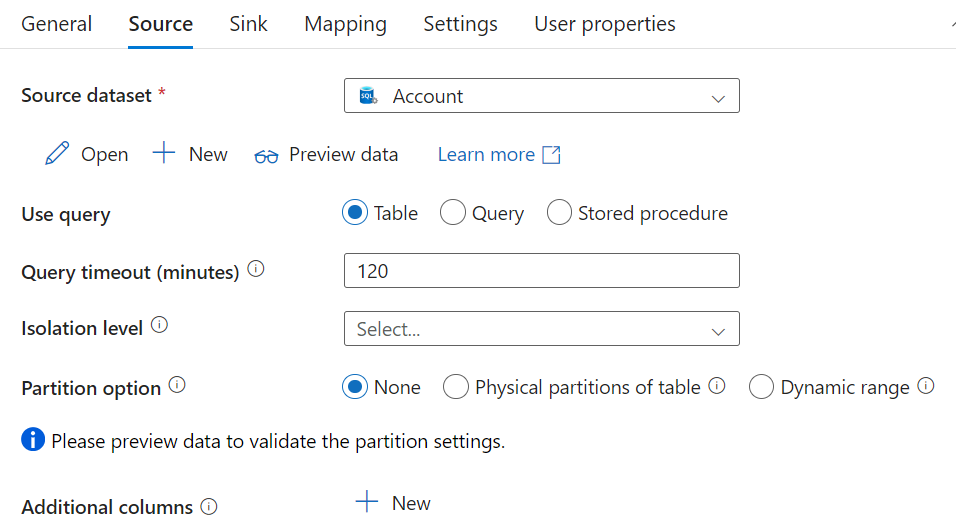 General Source Sink Mapping Settings User properties
Source dataset * SQL Account
Open New Preview data Learn more
Use query Table Query Stored procedure
Query timeout (minutes) 120
Isolation level Select...
Partition option None Physical partitions of table Dynamic range
Please preview data to validate the partition settings.
Additional columns New